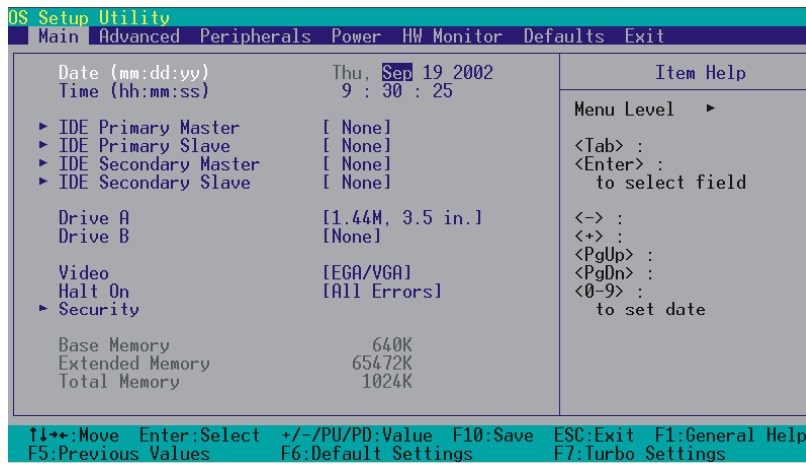 OS Setup Utility
Main Advanced Peripherals Power HW Monitor Defaults Exit
Date (mm:dd:yy) Thu, Sep 19 2002
Time (hh:mm:ss) 9 : 30 : 25
► IDE Primary Master [ None]
► IDE Primary Slave [ None]
► IDE Secondary Master [ None]
► IDE Secondary Slave [ None]
Drive A [1.44M, 3.5 in.]
Drive B [None]
Video [EGA/VGA]
Halt On [All Errors]
► Security
Base Memory 640K
Extended Memory 65472K
Total Memory 1024K
Item Help
Menu Level ►
<Tab> :
<Enter> :
to select field
<-> :
<+> :
<PgUp> :
<PgDn> :
<0-9> :
to set date
↑↓→←:Move Enter:Select +/-/PU/PD:Value F10:Save ESC:Exit F1:General Help
F5:Previous Values F6:Default Settings F7:Turbo Settings